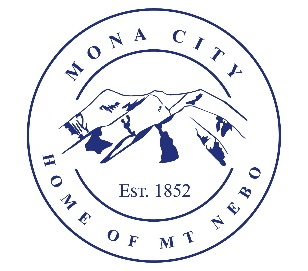 MONA CITY
EST. 1852
HOME OF MT NEBO